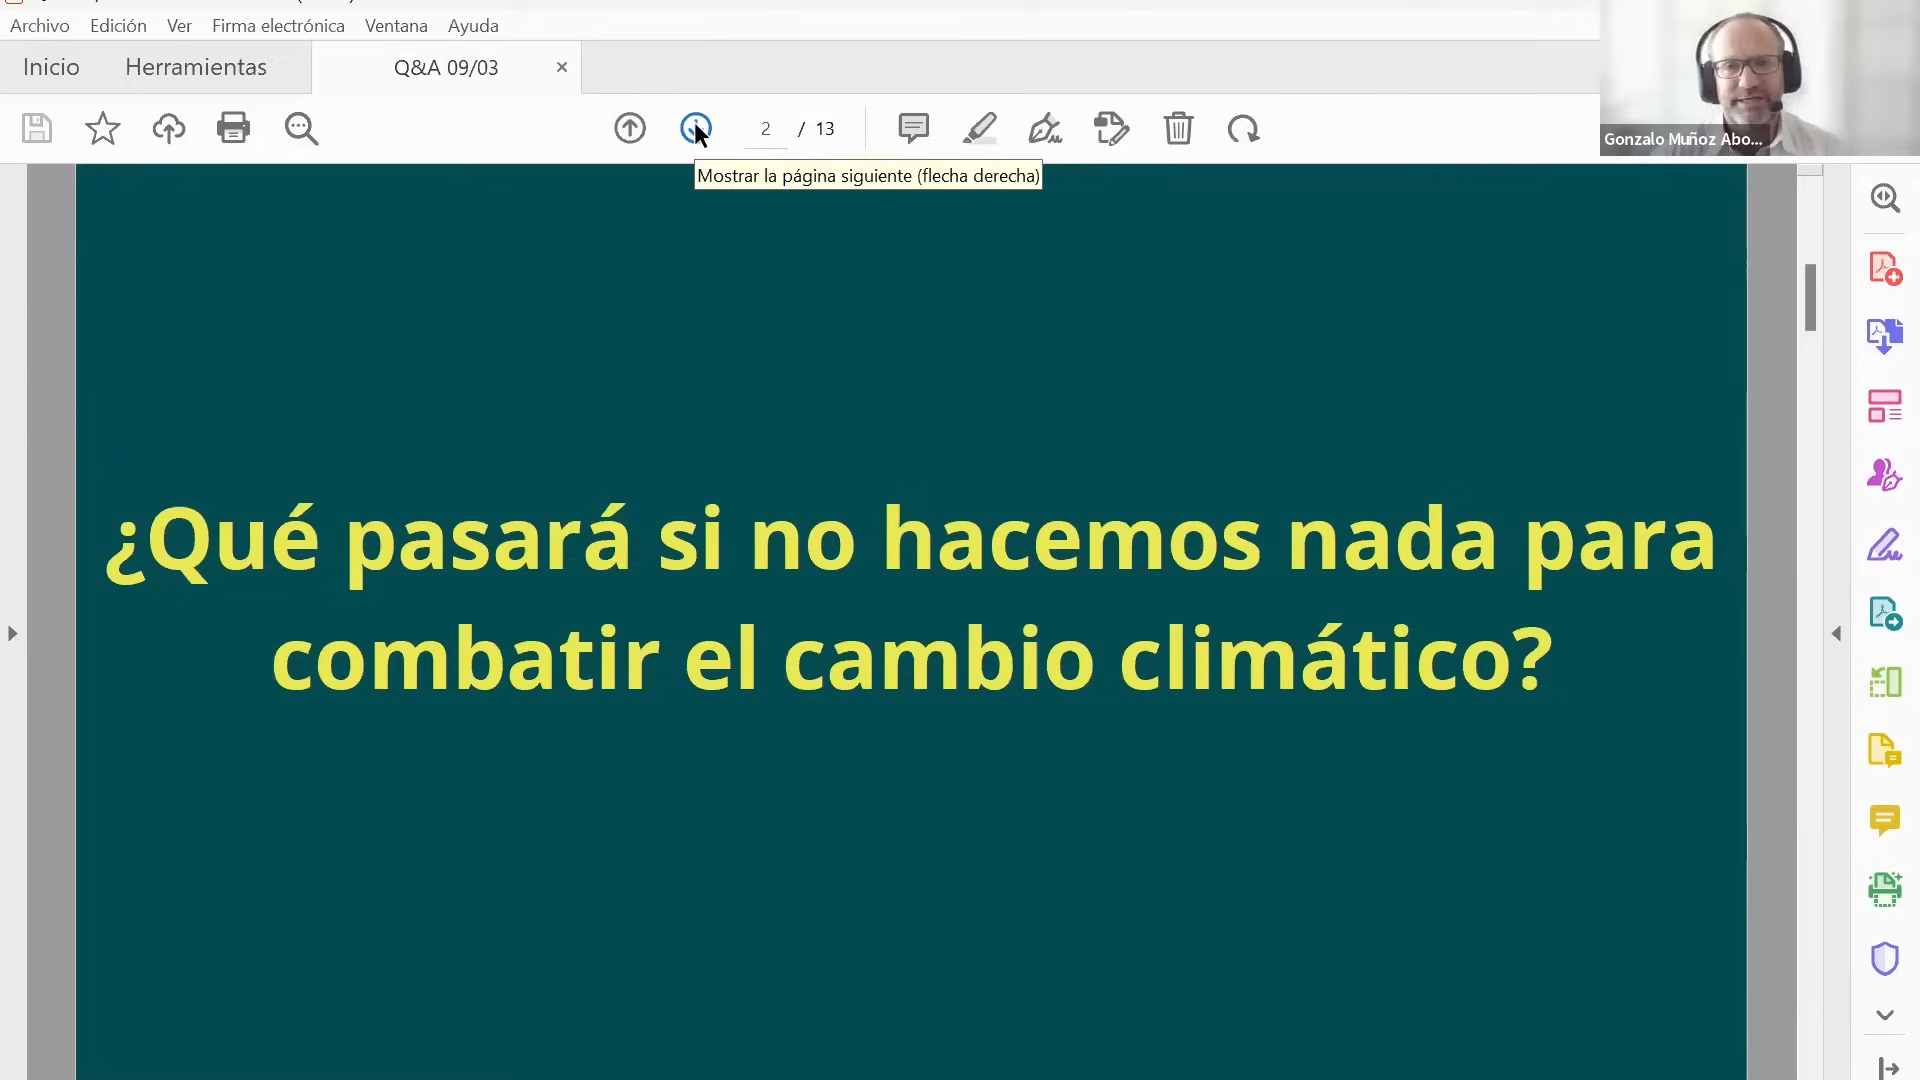 Archivo Edición Ver Firma electrónica Ventana Ayuda
Inicio Herramientas Q&A 09/03
2 / 13
Gonzalo Muñoz Abo...
Mostrar la página siguiente (flecha derecha)
¿Qué pasará si no hacemos nada para
combatir el cambio climático?